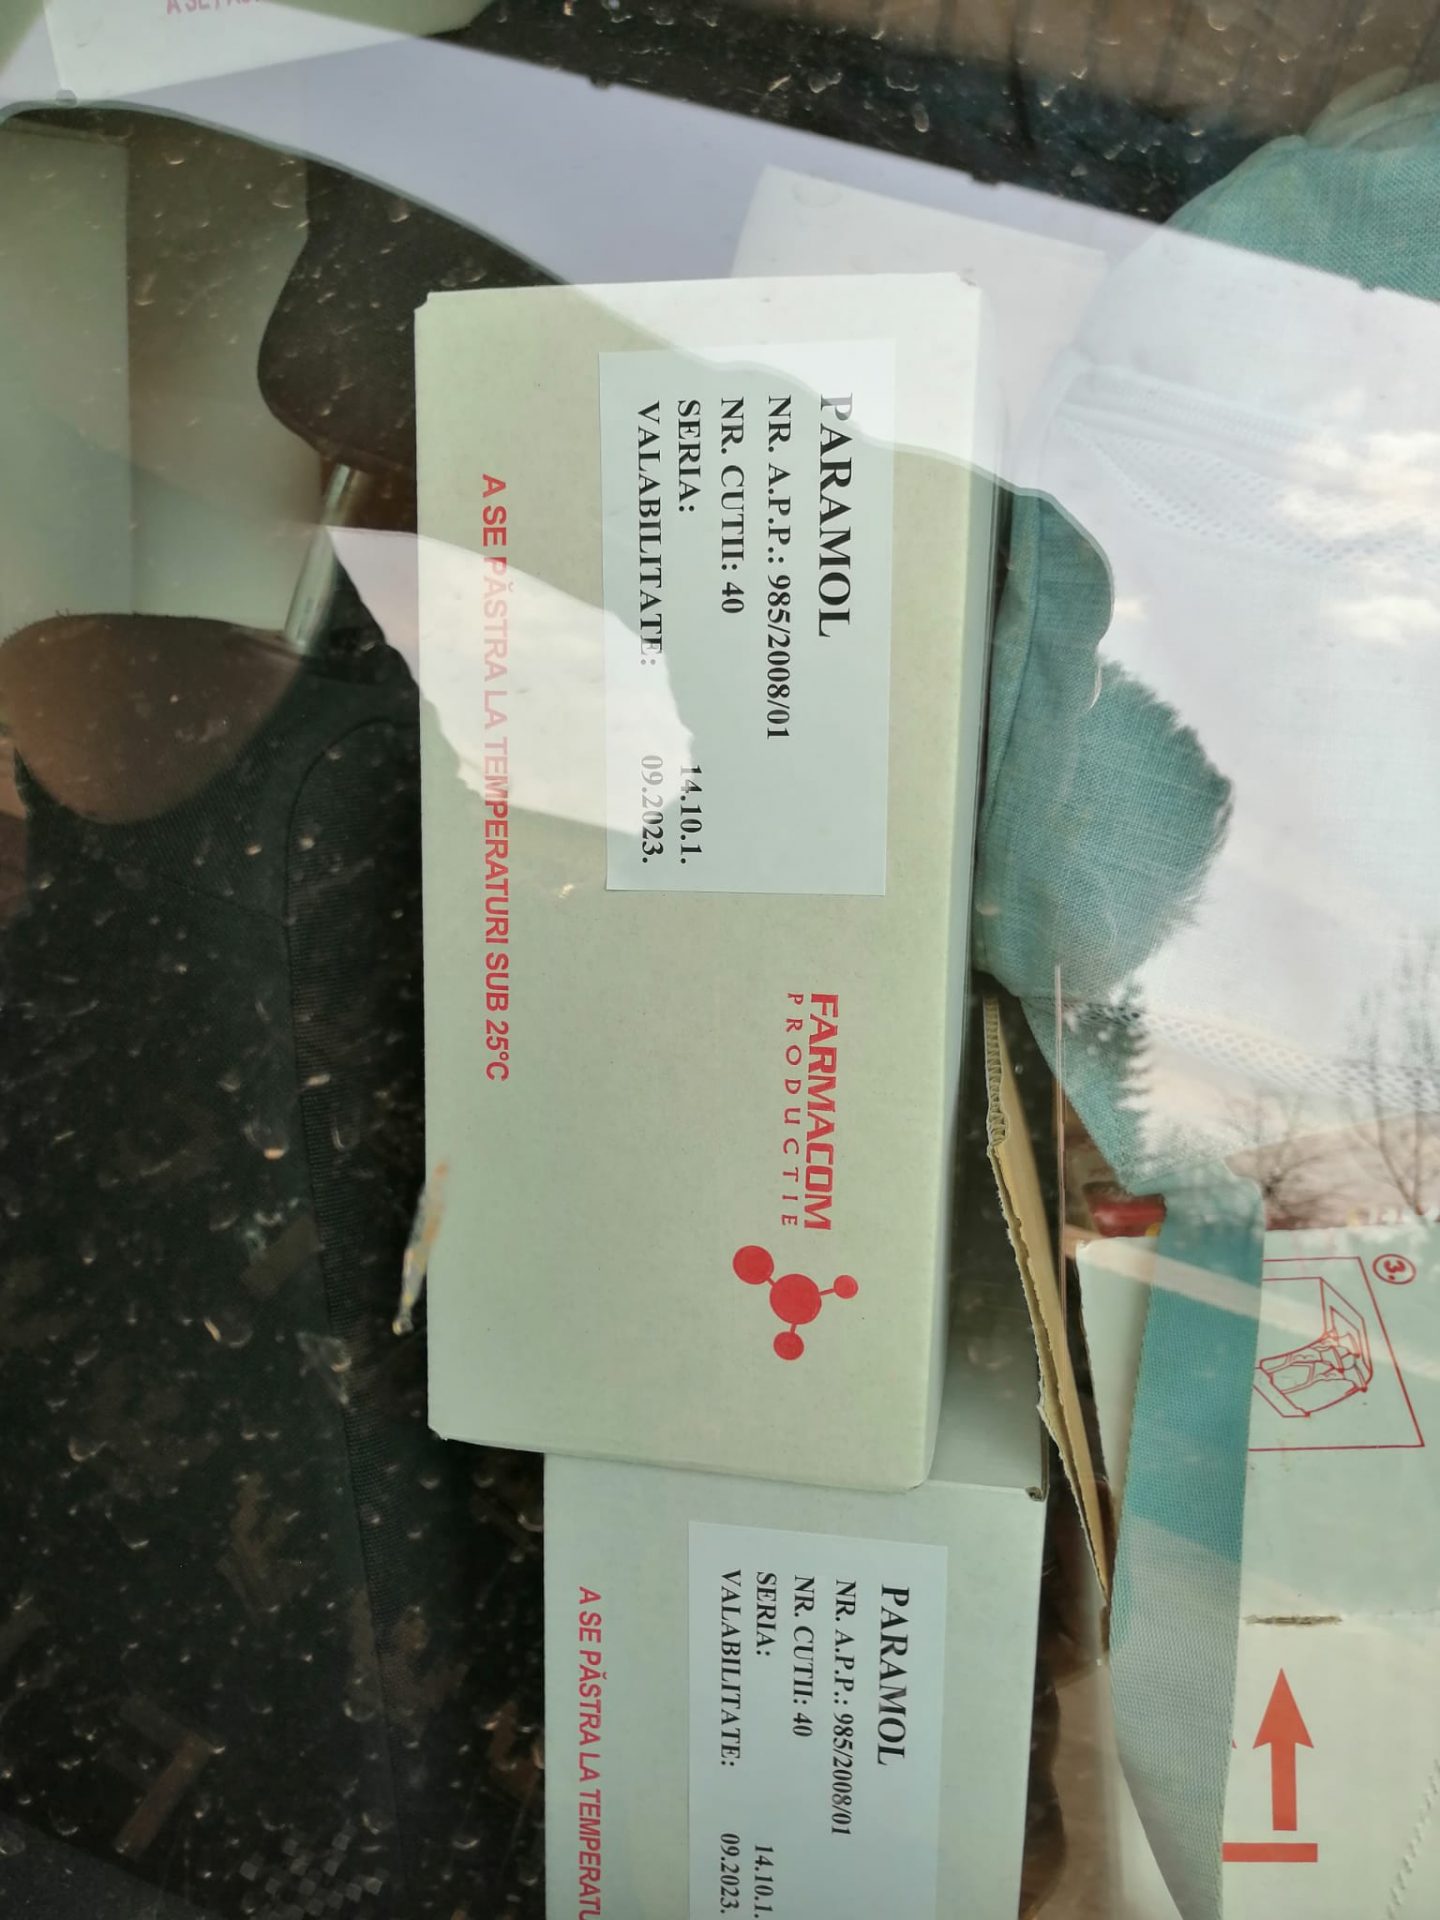 PARAMOL
NR. A.P.P.: 985/2008/01
NR. CUTII: 40
SERIA: 14.10.1.
VALABILITATE: 09.2023.
A SE PĂSTRA LA TEMPERATURI SUB 25°C
FARMACOM
PRODUCTIE
PARAMOL
NR. A.P.P.: 985/2008/01
NR. CUTII: 40
SERIA: 14.10.1.
VALABILITATE: 09.2023.
A SE PĂSTRA LA TEMPERATU
3.